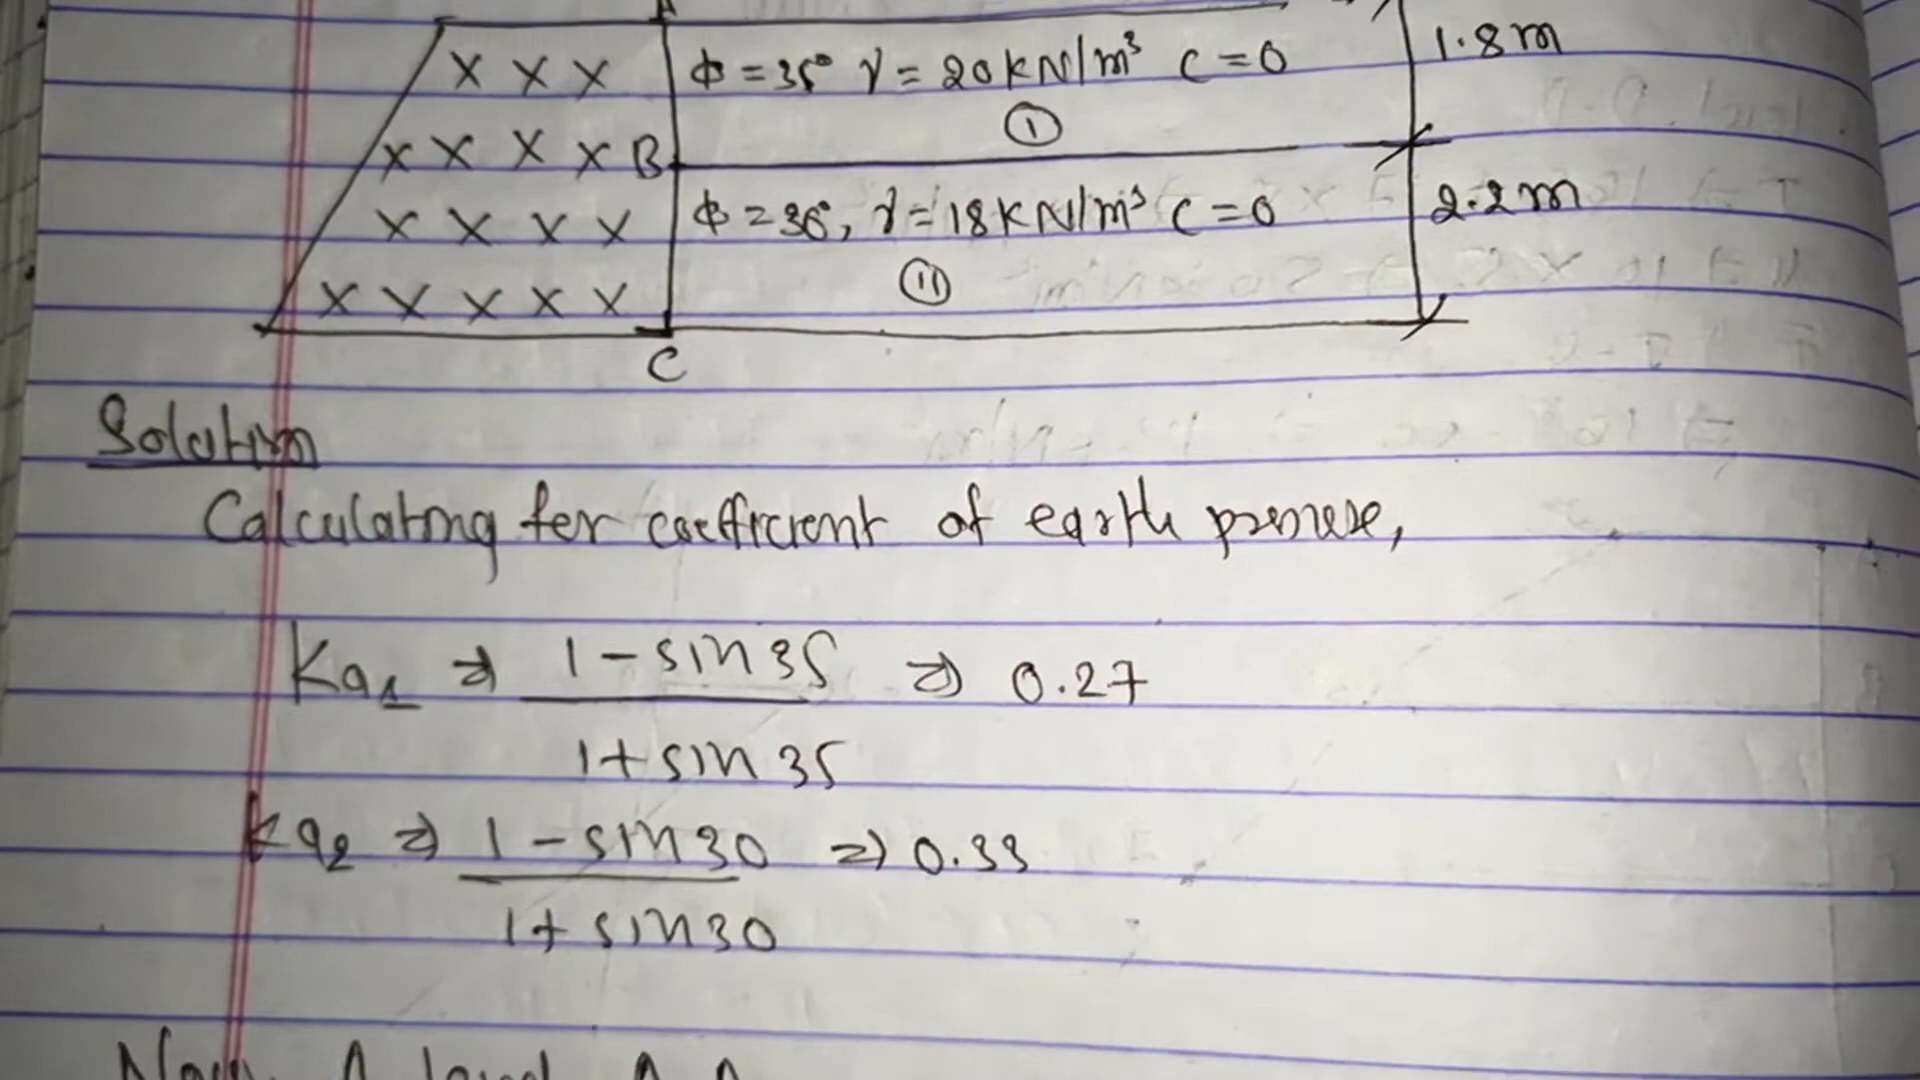 X X X ϕ = 35° γ = 20 kN/m³ C = 0 1.8m
①
X X X X B
X X X X ϕ = 30°, γ = 18 KN/m³ C = 0 2.2m
⑪
X X X X X
C
Solution
Calculating for coefficient of earth pressure,
Ka₁ ⇒ 1 - sin 35 ⇒ 0.27
1 + sin 35
Ka₂ ⇒ 1 - sin 30 ⇒ 0.33
1 + sin 30